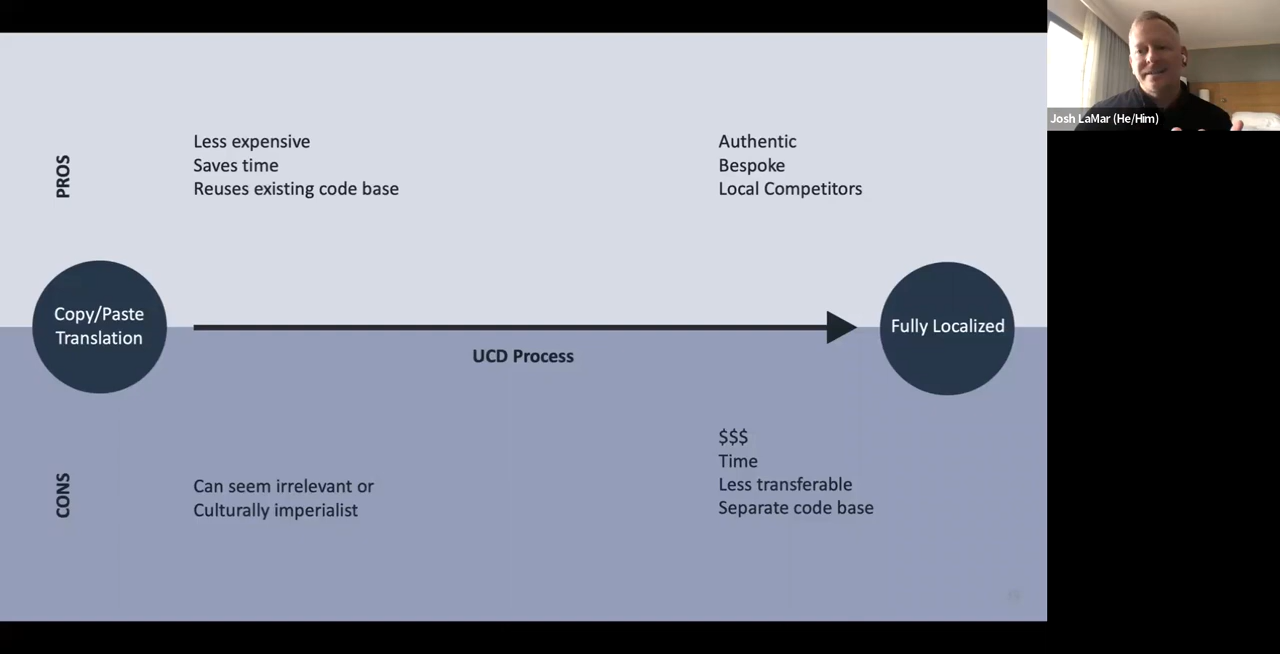 Josh LaMar (He/Him)
PROS
Less expensive
Saves time
Reuses existing code base
Authentic
Bespoke
Local Competitors
Copy/Paste
Translation
UCD Process
Fully Localized
CONS
Can seem irrelevant or
Culturally imperialist
$$$
Time
Less transferable
Separate code base